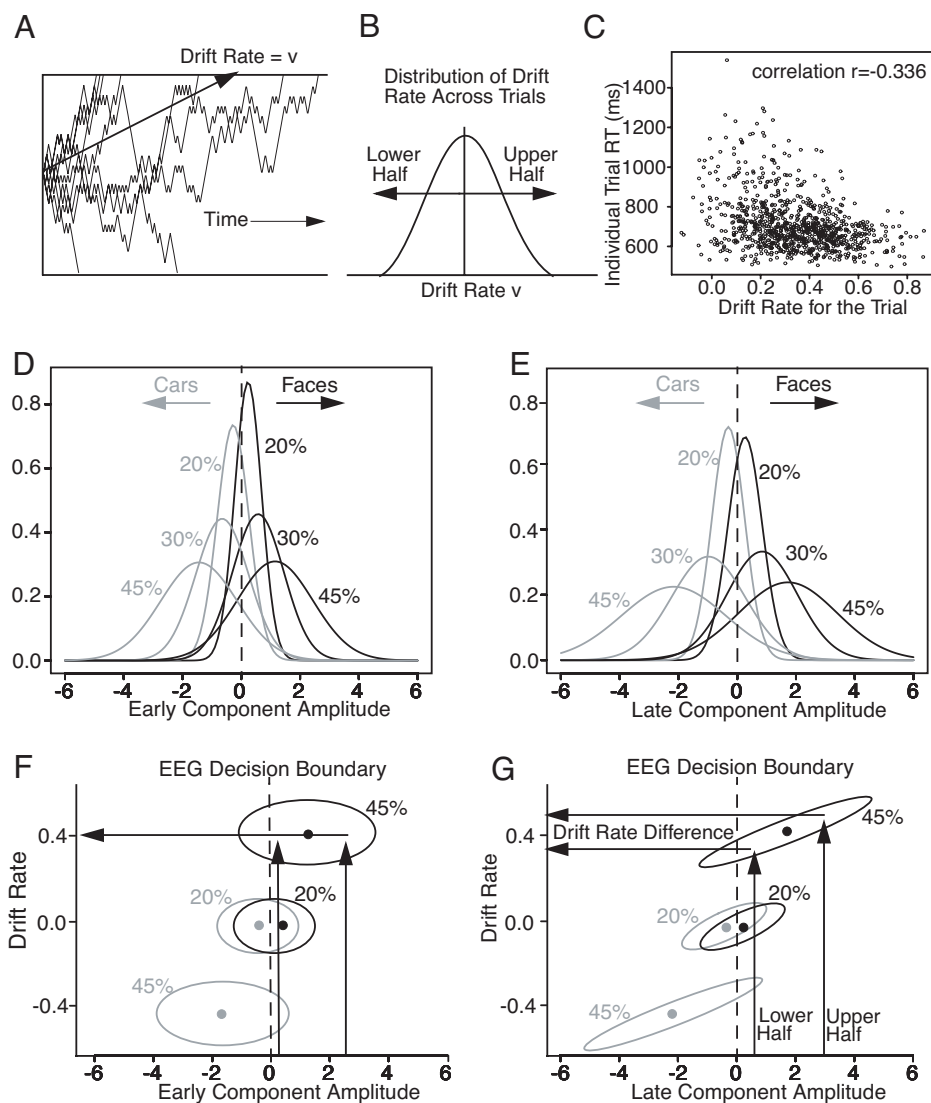 A
Drift Rate = v
Time
B
Distribution of Drift
Rate Across Trials
Lower
Half
Upper
Half
Drift Rate v
C
correlation r=-0.336
Individual Trial RT (ms)
1400
1200
1000
800
600
0.0 0.2 0.4 0.6 0.8
Drift Rate for the Trial
D
Cars
Faces
0.8
0.6
0.4
0.2
0.0
20%
20%
30%
30%
45%
45%
-6 -4 -2 0 2 4 6
Early Component Amplitude
E
Cars
Faces
0.8
0.6
0.4
0.2
0.0
20%
20%
30%
30%
45%
45%
-6 -4 -2 0 2 4 6
Late Component Amplitude
F
EEG Decision Boundary
45%
Drift Rate
0.4
0.0
-0.4
20%
20%
45%
-6 -4 -2 0 2 4 6
Early Component Amplitude
G
EEG Decision Boundary
45%
Drift Rate Difference
Drift Rate
0.4
0.0
-0.4
20%
20%
45%
Lower
Half
Upper
Half
-6 -4 -2 0 2 4 6
Late Component Amplitude